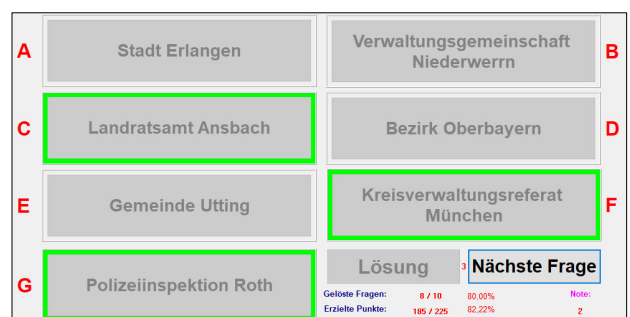 A
Stadt Erlangen
Verwaltungsgemeinschaft
Niederwerrn
B
C
Landratsamt Ansbach
Bezirk Oberbayern
D
E
Gemeinde Utting
Kreisverwaltungsreferat
München
F
G
Polizeiinspektion Roth
Lösung
3
Nächste Frage
Gelöste Fragen: 8 / 10 80,00% Note:
Erzielte Punkte: 185 / 225 82,22% 2